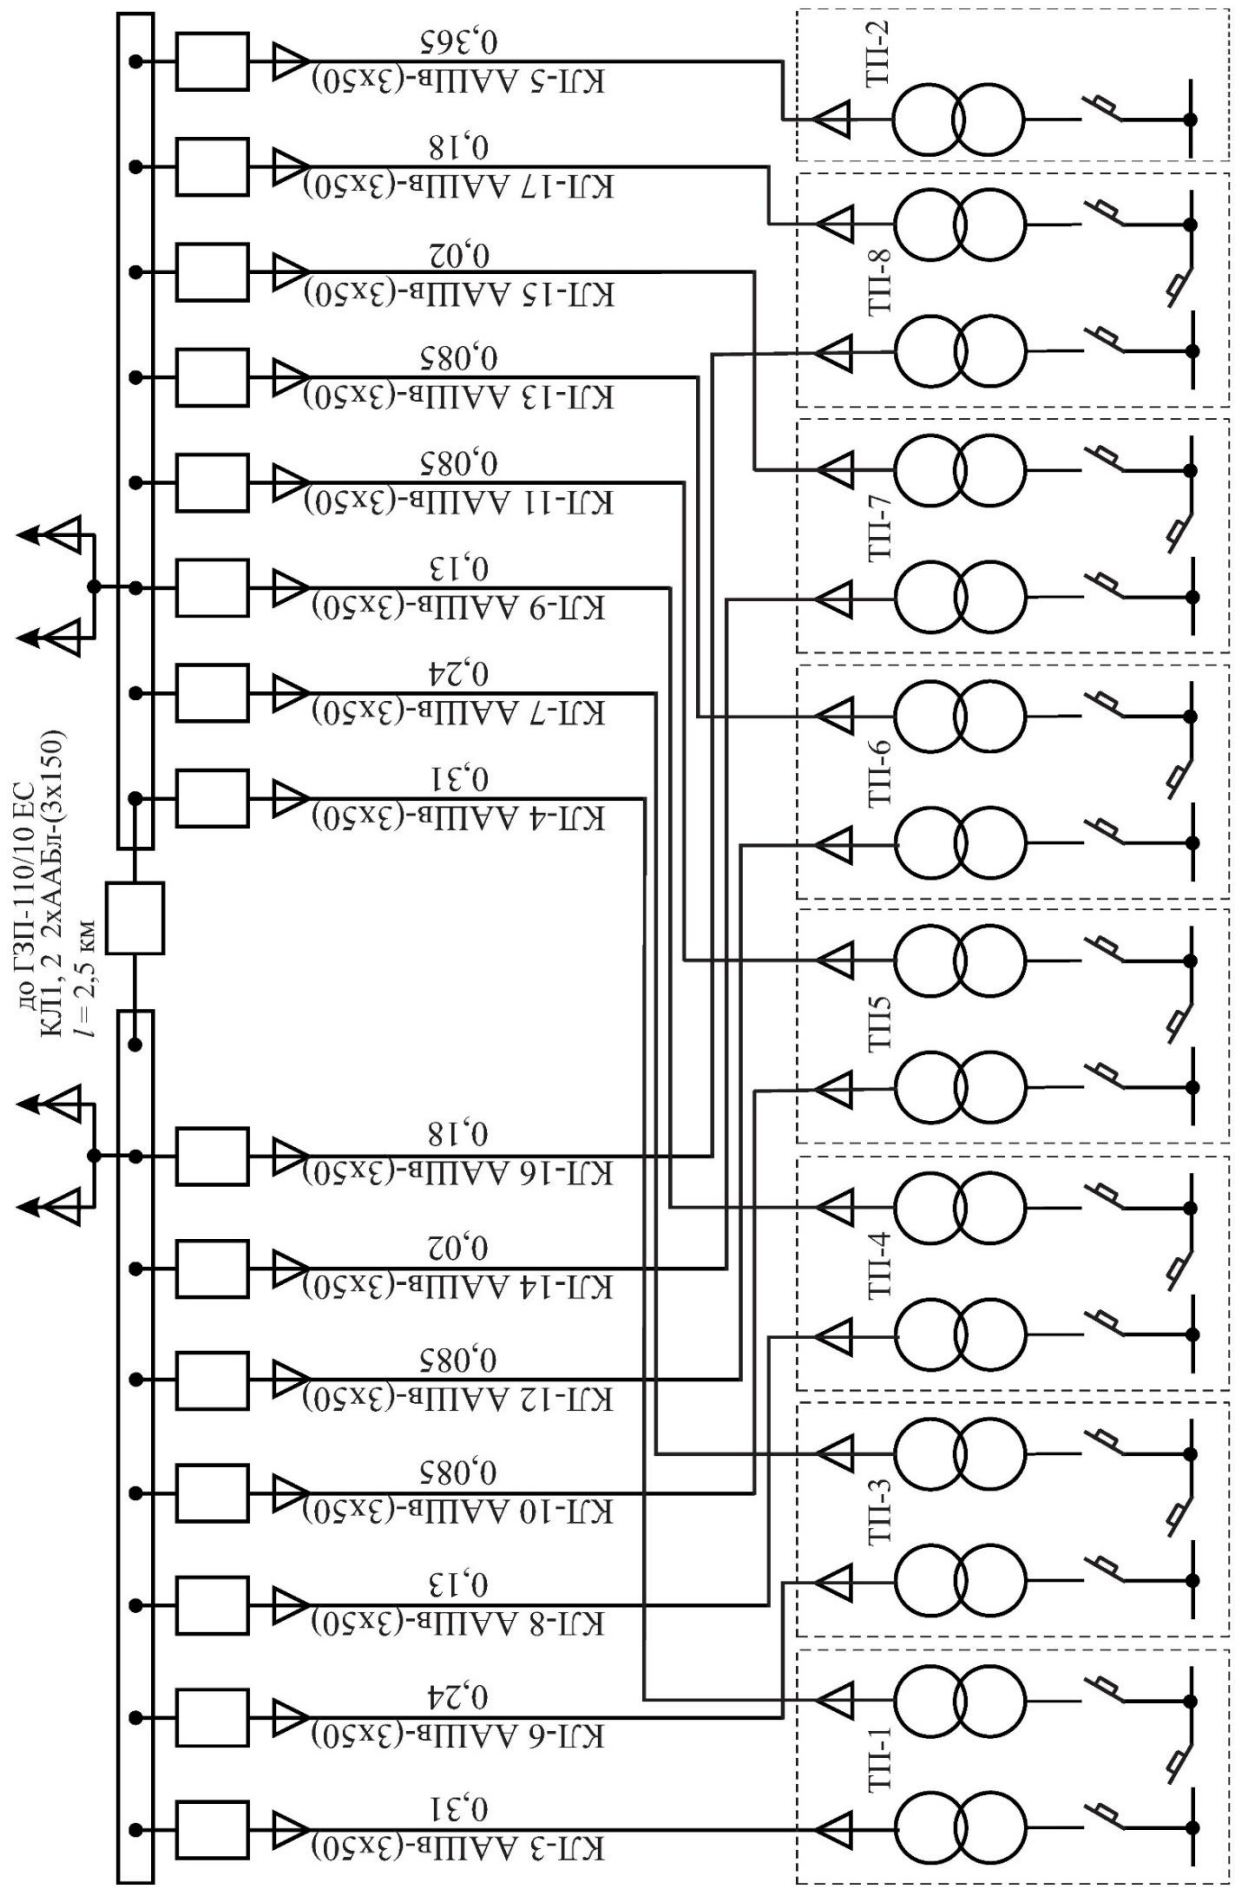 до ГЗП-110/10 ЕС
КЛ1, 2 2хААБл-(3х150)
l = 2,5 км
КЛ-5 ААШв-(3х50)
0,365
КЛ-17 ААШв-(3х50)
0,18
КЛ-15 ААШв-(3х50)
0,02
КЛ-13 ААШв-(3х50)
0,085
КЛ-11 ААШв-(3х50)
0,085
КЛ-9 ААШв-(3х50)
0,13
КЛ-7 ААШв-(3х50)
0,24
КЛ-4 ААШв-(3х50)
0,31
КЛ-16 ААШв-(3х50)
0,18
КЛ-14 ААШв-(3х50)
0,02
КЛ-12 ААШв-(3х50)
0,085
КЛ-10 ААШв-(3х50)
0,085
КЛ-8 ААШв-(3х50)
0,13
КЛ-6 ААШв-(3х50)
0,24
КЛ-3 ААШв-(3х50)
0,31
ТП-2
ТП-8
ТП-7
ТП-6
ТП5
ТП-4
ТП-3
ТП-1